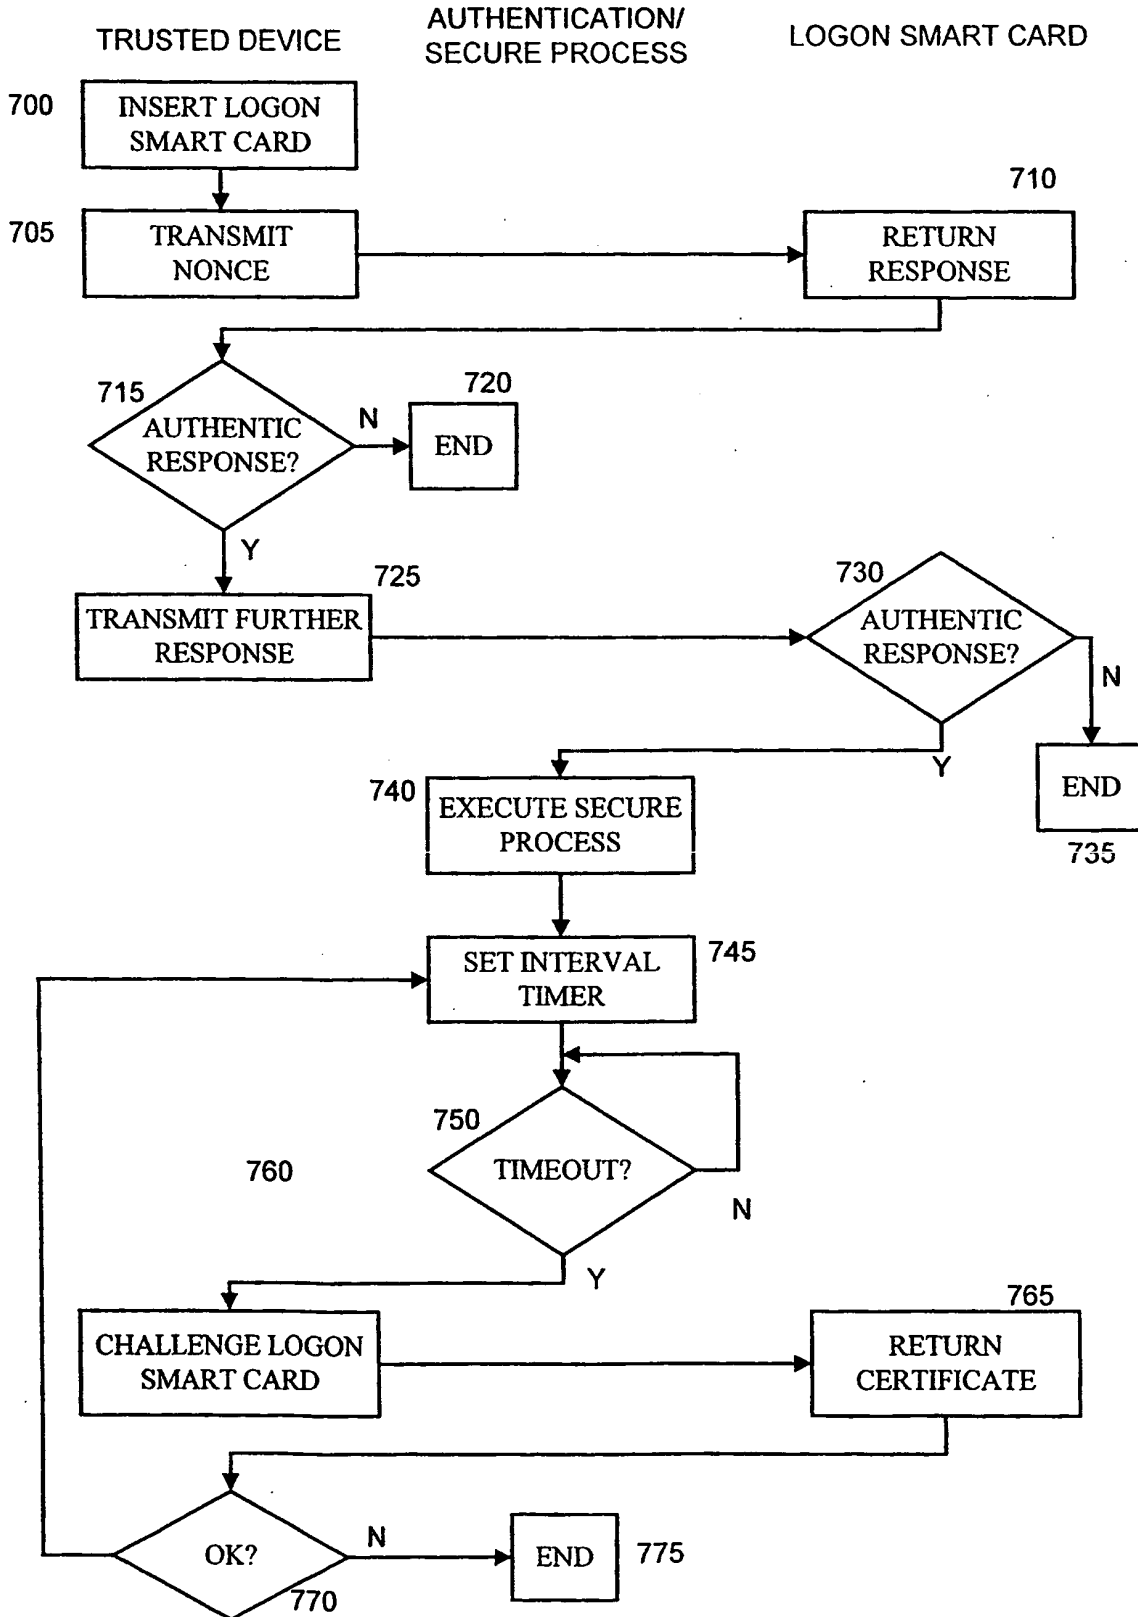 TRUSTED DEVICE
AUTHENTICATION/
SECURE PROCESS
LOGON SMART CARD
700
INSERT LOGON
SMART CARD
705
TRANSMIT
NONCE
710
RETURN
RESPONSE
715
AUTHENTIC
RESPONSE?
N
720
END
Y
725
TRANSMIT FURTHER
RESPONSE
730
AUTHENTIC
RESPONSE?
N
Y
END
735
740
EXECUTE SECURE
PROCESS
745
SET INTERVAL
TIMER
750
TIMEOUT?
N
760
Y
CHALLENGE LOGON
SMART CARD
765
RETURN
CERTIFICATE
OK?
770
N
END
775